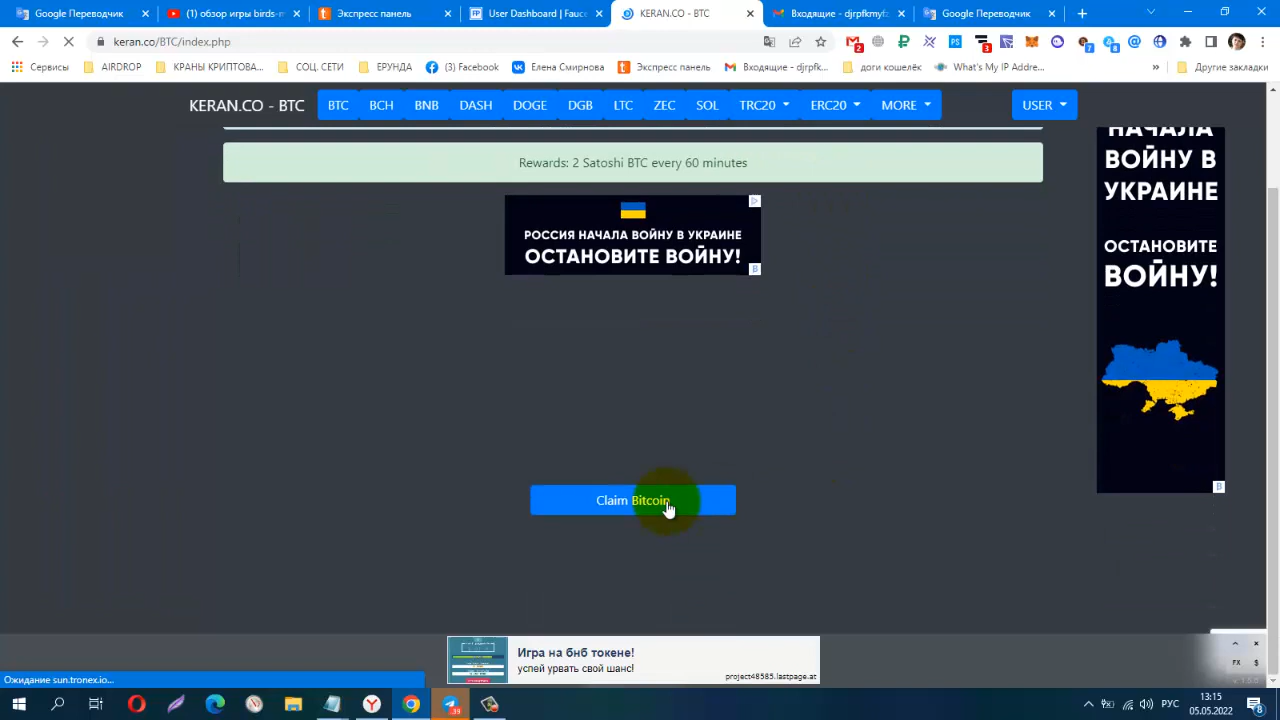 Google Переводчик
(1) обзор игры birds-m
Экспресс панель
User Dashboard | Fauce
KERAN.CO - BTC
Входящие - djrpfkmyfz
Google Переводчик
keran.co/BTC/index.php
Сервисы
AIRDROP
КРАНЫ КРИПТОВА...
СОЦ. СЕТИ
ЕРУНДА
(3) Facebook
Елена Смирнова
Экспресс панель
Входящие - djrpfk...
доги кошелёк
What's My IP Addre...
»
Другие закладки
KERAN.CO - BTC
BTC
BCH
BNB
DASH
DOGE
DGB
LTC
ZEC
SOL
TRC20
ERC20
MORE
USER
Rewards: 2 Satoshi BTC every 60 minutes
РОССИЯ НАЧАЛА ВОЙНУ В УКРАИНЕ
ОСТАНОВИТЕ ВОЙНУ!
НАЧАЛА
ВОЙНУ В
УКРАИНЕ
ОСТАНОВИТЕ
ВОЙНУ!
Claim Bitcoin
Игра на бнб токене!
успей урвать свой шанс!
project48585.lastpage.at
Ожидание sun.tronex.io...
РУС
13:15
05.05.2022